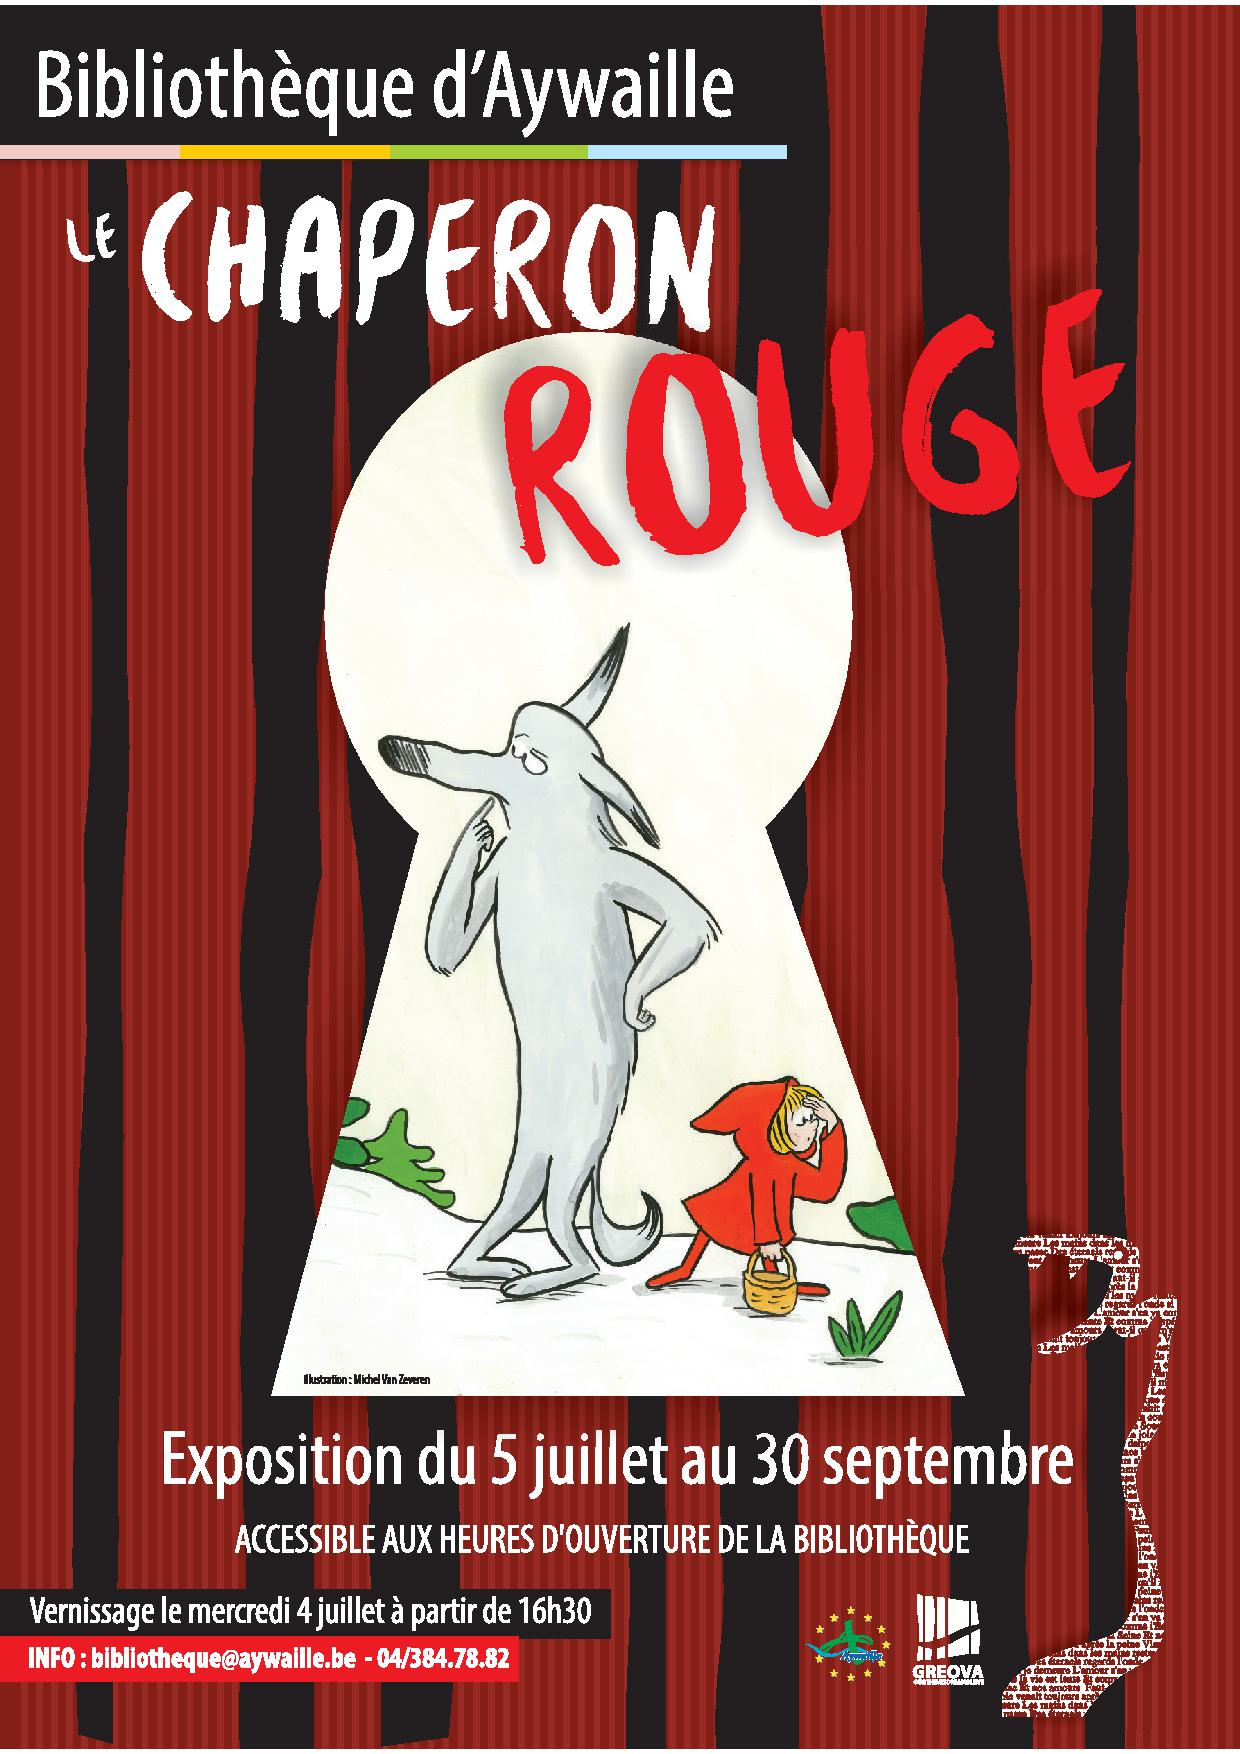 Bibliothèque d'Aywaille
LE CHAPERON
ROUGE
Illustration : Michel Van Zeveren
Exposition du 5 juillet au 30 septembre
ACCESSIBLE AUX HEURES D'OUVERTURE DE LA BIBLIOTHÈQUE
Vernissage le mercredi 4 juillet à partir de 16h30
INFO : bibliotheque@aywaille.be - 04/384.78.82
Aywaille
GREOVA